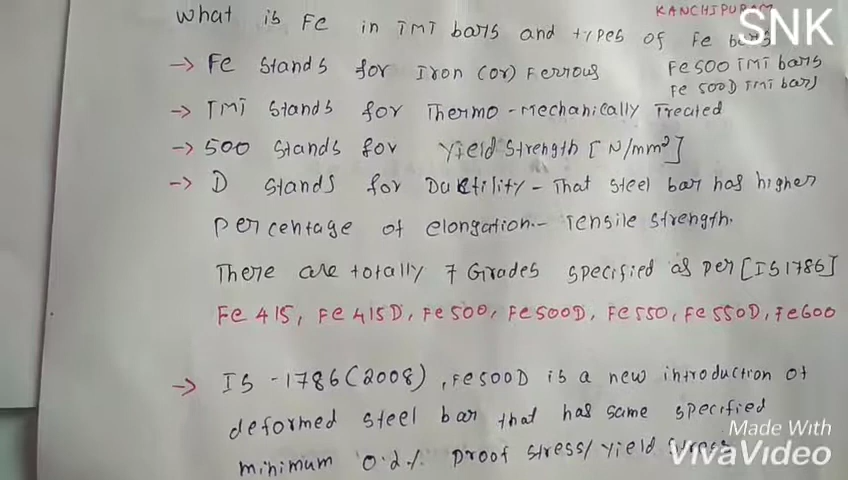 KANCHIPURAM
SNK
What is Fe in TMT bars and types of Fe bars
→ Fe stands for Iron (or) Ferrous
Fe 500 TMT bars
Fe 500D TMT bars
→ TMT stands for Thermo-Mechanically Treated
→ 500 stands for Yield Strength [N/mm²]
→ D stands for Ductility - That steel bar has higher
percentage of elongation - Tensile strength.
There are totally 7 Grades specified as per [IS1786]
Fe 415, Fe 415D, Fe 500, Fe 500D, Fe 550, Fe 550D, Fe 600
→ IS -1786(2008), Fe500D is a new introduction of
deformed steel bar that has same specified
minimum 0.2% Proof stress/Yield stress
Made With
VivaVideo